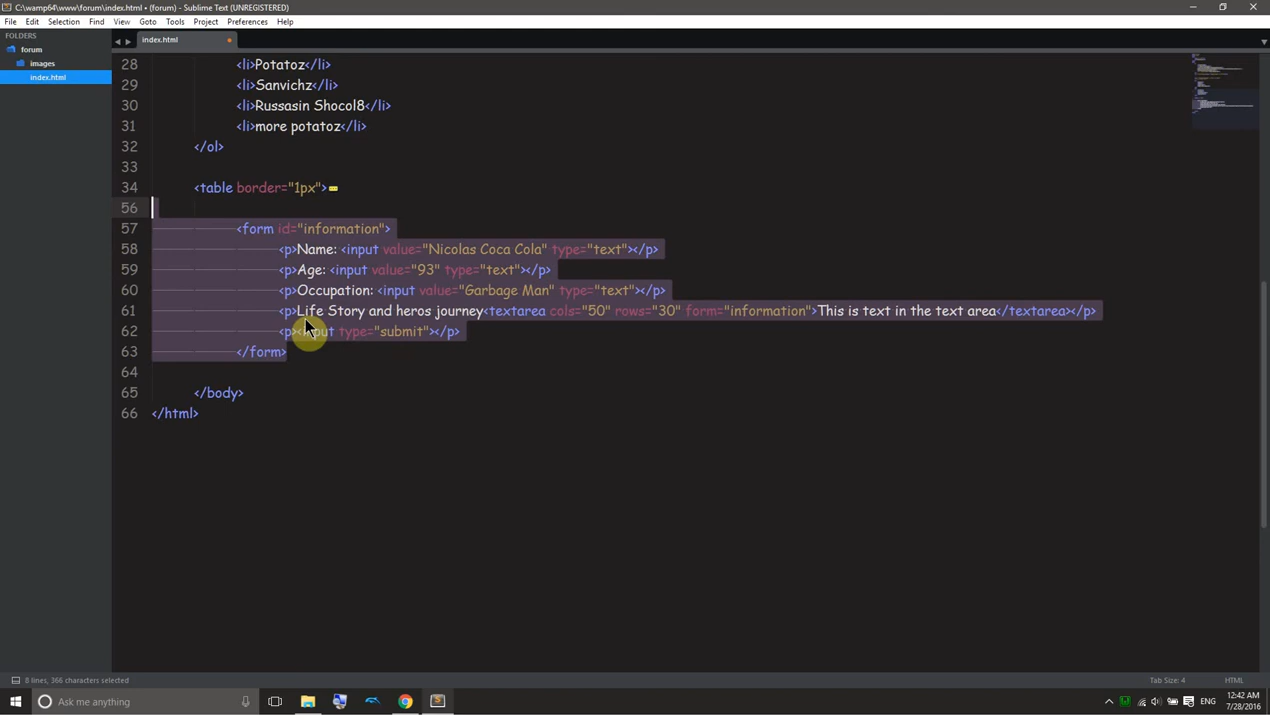 C:\wamp64\www\forum\index.html • (forum) - Sublime Text (UNREGISTERED)
File Edit Selection Find View Goto Tools Project Preferences Help
FOLDERS
forum
images
index.html
index.html
28 <li>Potatoz</li>
29 <li>Sanvichz</li>
30 <li>Russasin Shocol8</li>
31 <li>more potatoz</li>
32 </ol>
33
34 <table border="1px">
56
57 <form id="information">
58 <p>Name: <input value="Nicolas Coca Cola" type="text"></p>
59 <p>Age: <input value="93" type="text"></p>
60 <p>Occupation: <input value="Garbage Man" type="text"></p>
61 <p>Life Story and heros journey<textarea cols="50" rows="30" form="information">This is text in the text area</textarea></p>
62 <p><input type="submit"></p>
63 </form>
64
65 </body>
66 </html>
8 lines, 366 characters selected
Tab Size: 4
HTML
Ask me anything
ENG
12:42 AM
7/28/2016